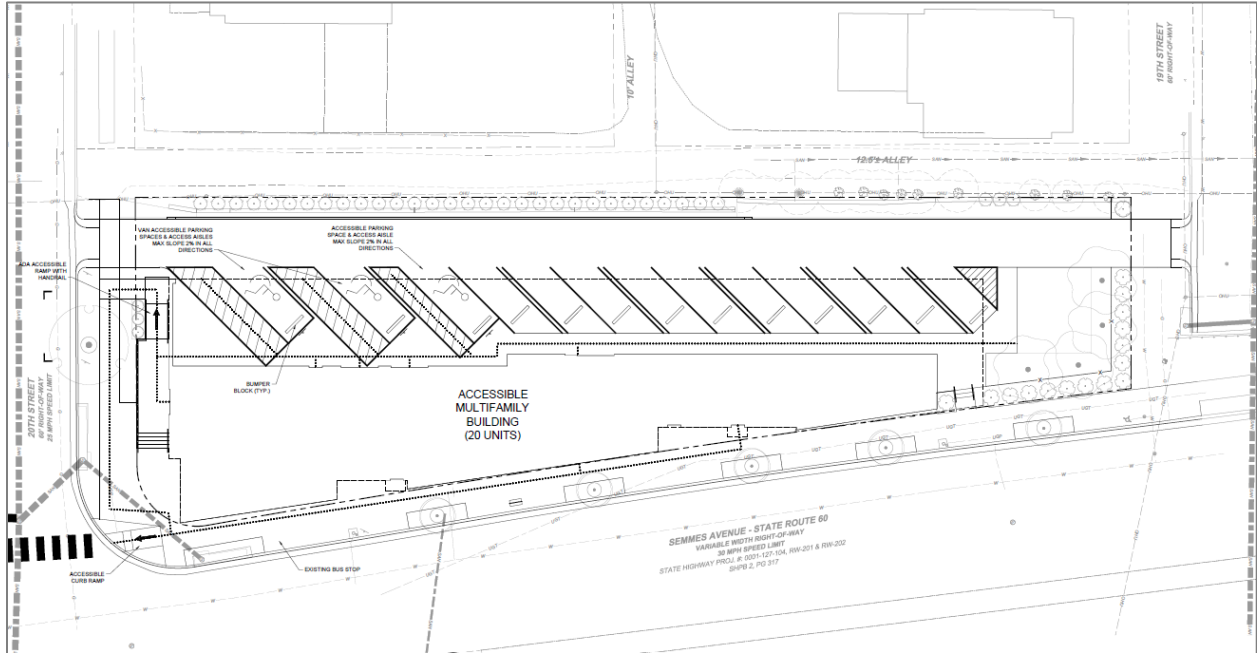 10' ALLEY
19TH STREET
60' RIGHT-OF-WAY
12.5'± ALLEY
VAN ACCESSIBLE PARKING
SPACES & ACCESS AISLES
MAX SLOPE 2% IN ALL
DIRECTIONS
ACCESSIBLE PARKING
SPACE & ACCESS AISLE
MAX SLOPE 2% IN ALL
DIRECTIONS
ADA ACCESSIBLE
RAMP WITH
HANDRAIL
20TH STREET
60' RIGHT-OF-WAY
25 MPH SPEED LIMIT
BUMPER
BLOCK (TYP.)
ACCESSIBLE
MULTIFAMILY
BUILDING
(20 UNITS)
SEMMES AVENUE - STATE ROUTE 60
VARIABLE WIDTH RIGHT-OF-WAY
30 MPH SPEED LIMIT
STATE HIGHWAY PROJ. #: 0031-127-104, RW-201 & RW-202
SHPB 2, PG 317
ACCESSIBLE
CURB RAMP
EXISTING BUS STOP